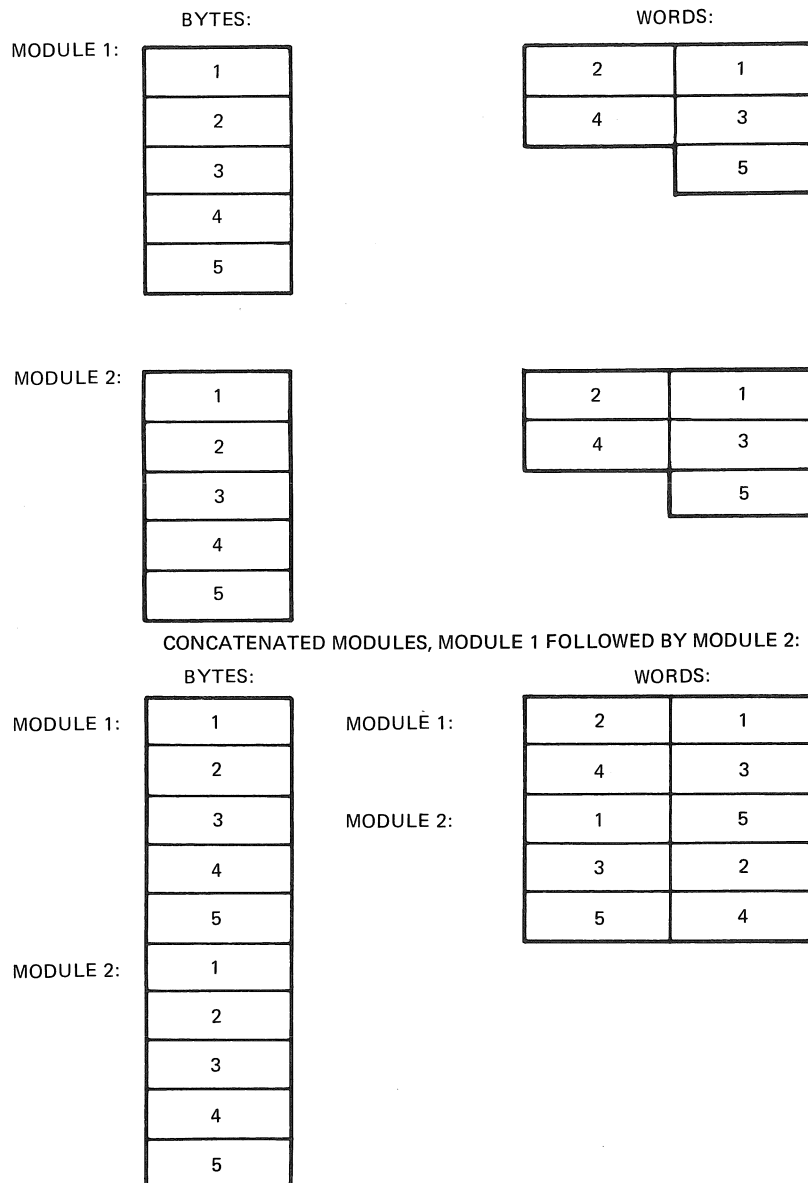 BYTES: WORDS:
MODULE 1:
1 2 1
2 4 3
3 5
4
5
MODULE 2:
1 2 1
2 4 3
3 5
4
5
CONCATENATED MODULES, MODULE 1 FOLLOWED BY MODULE 2:
BYTES: WORDS:
MODULE 1: 1 MODULE 1: 2 1
2 4 3
3 MODULE 2: 1 5
4 3 2
5 5 4
MODULE 2: 1
2
3
4
5